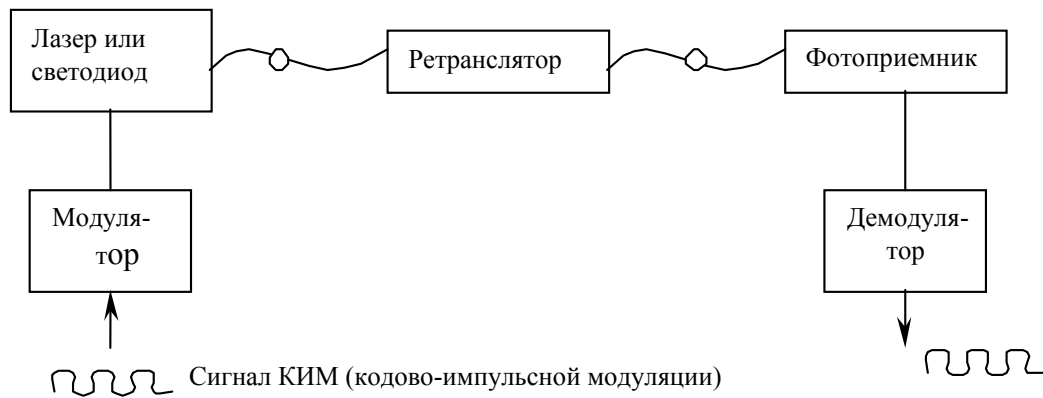 Лазер или
светодиод
Ретранслятор
Фотоприемник
Модуля-
тор
Демодуля-
тор
Сигнал КИМ (кодово-импульсной модуляции)